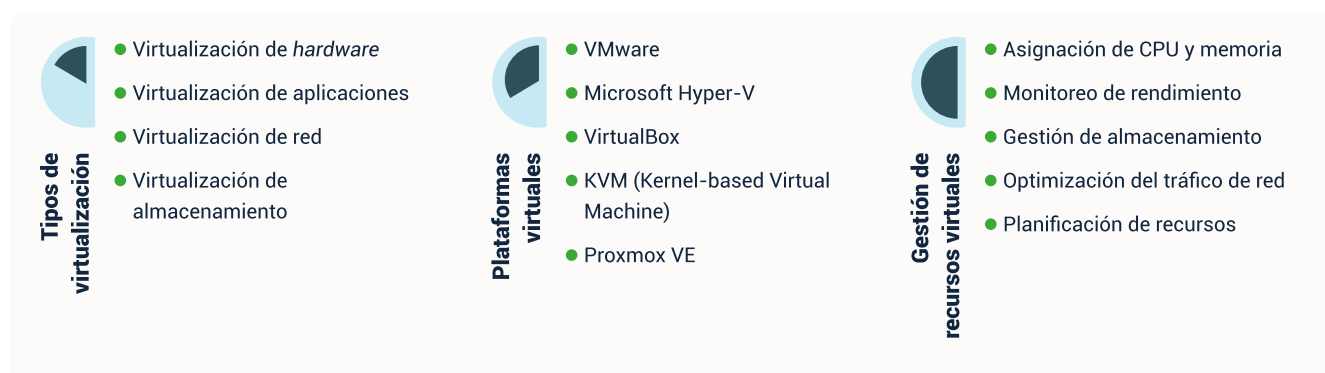 Tipos de
virtualización
Virtualización de hardware
Virtualización de aplicaciones
Virtualización de red
Virtualización de
almacenamiento
Plataformas
virtuales
VMware
Microsoft Hyper-V
VirtualBox
KVM (Kernel-based Virtual
Machine)
Proxmox VE
Gestión de
recursos virtuales
Asignación de CPU y memoria
Monitoreo de rendimiento
Gestión de almacenamiento
Optimización del tráfico de red
Planificación de recursos